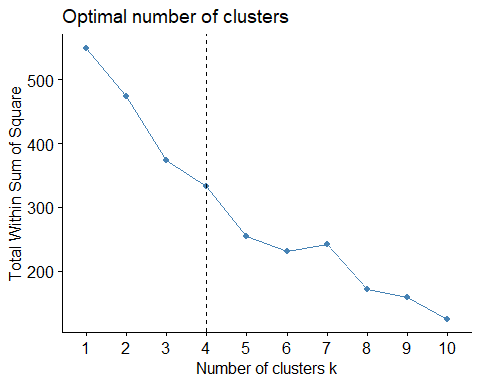 Optimal number of clusters
Total Within Sum of Square
500
400
300
200
1 2 3 4 5 6 7 8 9 10
Number of clusters k